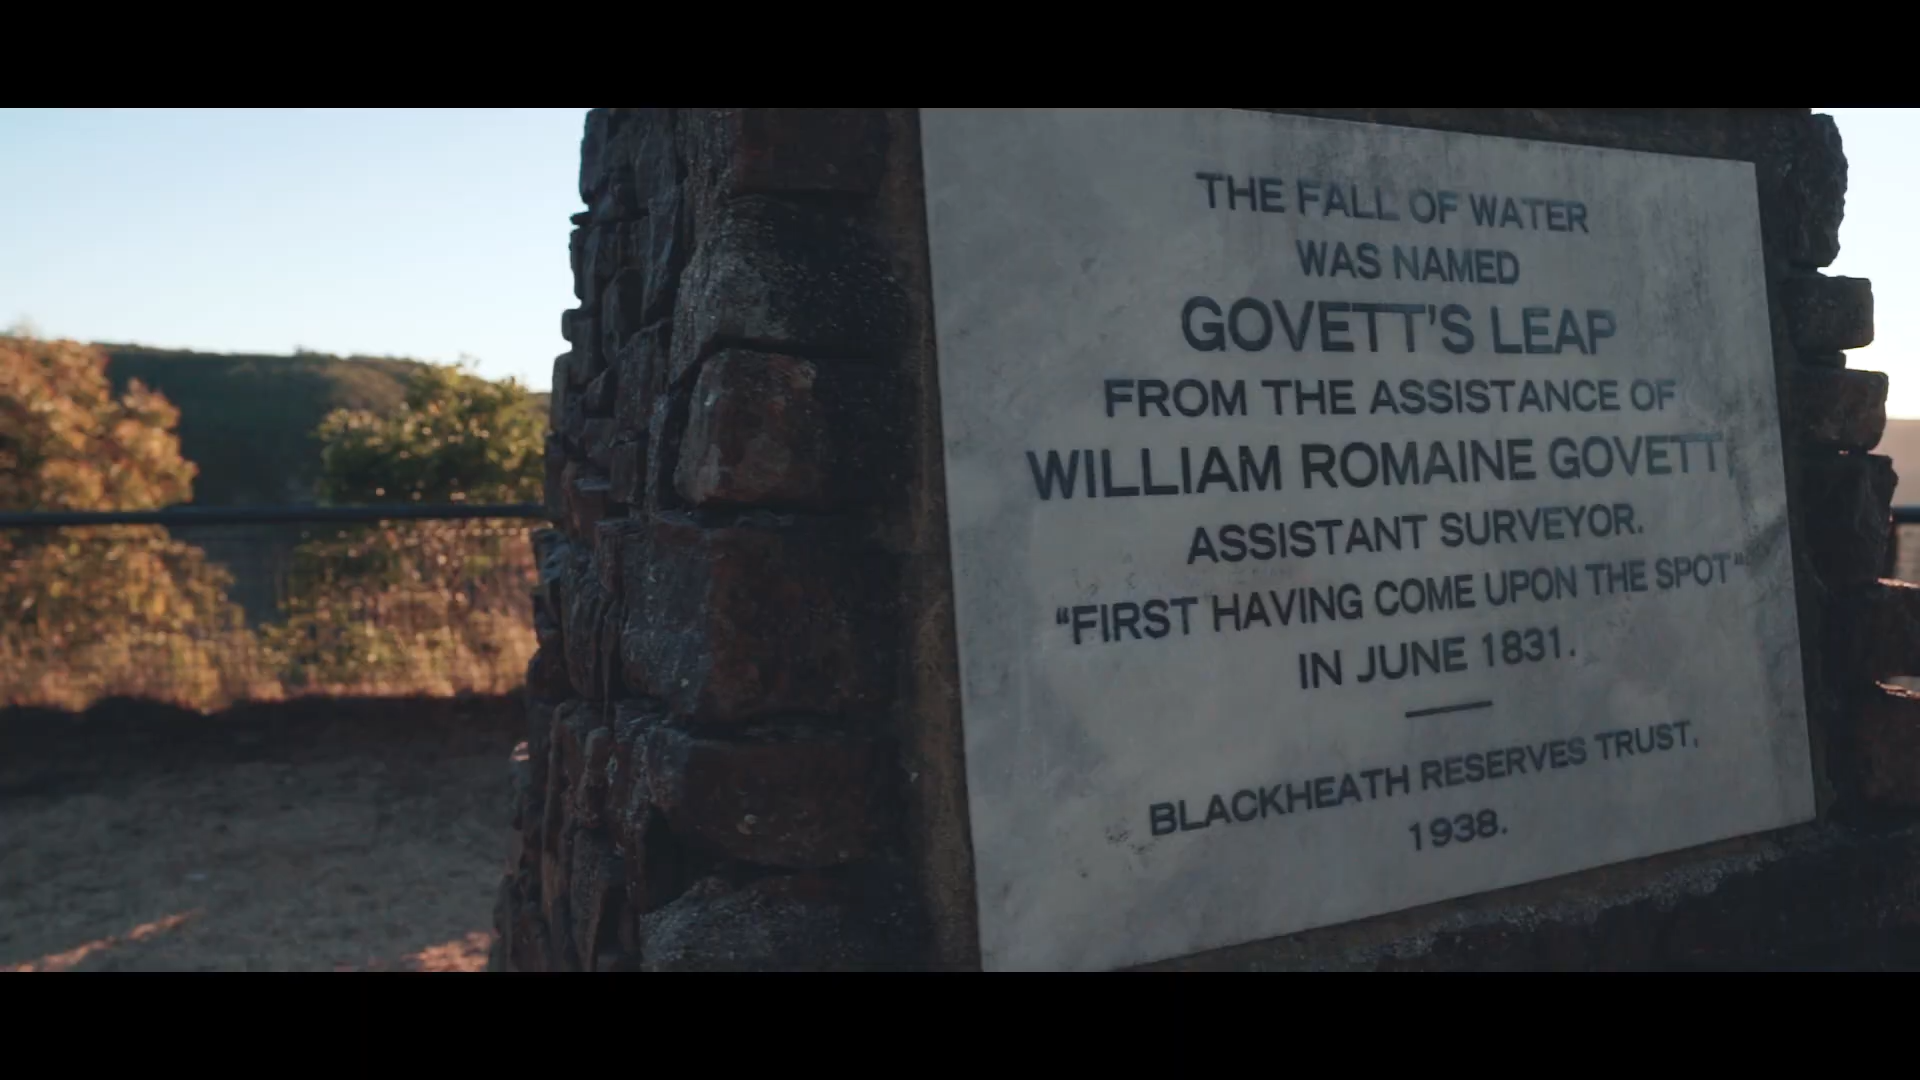 THE FALL OF WATER
WAS NAMED
GOVETT'S LEAP
FROM THE ASSISTANCE OF
WILLIAM ROMAINE GOVETT,
ASSISTANT SURVEYOR.
“FIRST HAVING COME UPON THE SPOT”
IN JUNE 1831.
BLACKHEATH RESERVES TRUST,
1938.